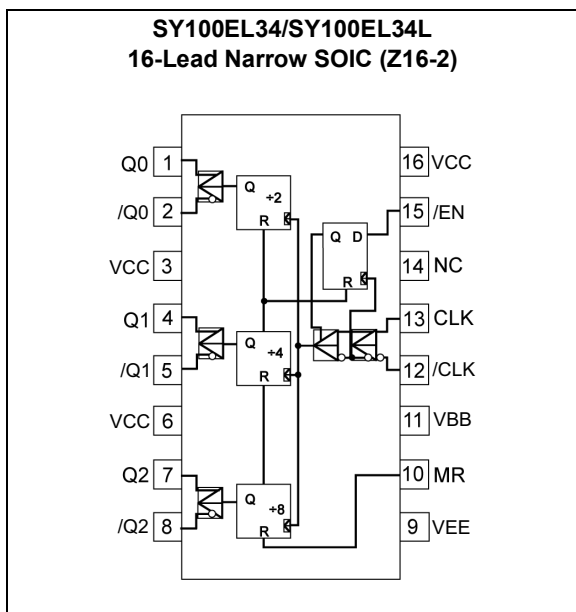 SY100EL34/SY100EL34L
16-Lead Narrow SOIC (Z16-2)
Q0 1
/Q0 2
VCC 3
Q1 4
/Q1 5
VCC 6
Q2 7
/Q2 8
Q ÷2
R
Q ÷4
R
Q ÷8
R
Q D
R
16 VCC
15 /EN
14 NC
13 CLK
12 /CLK
11 VBB
10 MR
9 VEE